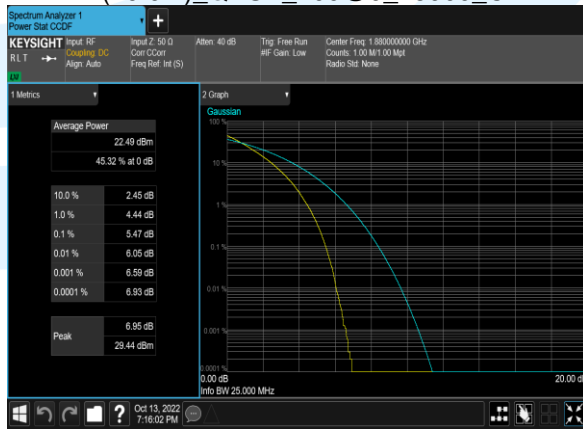 Spectrum Analyzer 1
Power Stat CCDF
KEYSIGHT
RLT
Input: RF
Coupling: DC
Align: Auto
Input Z: 50 Ω
Corr CCorr
Freq Ref: Int (S)
Atten: 40 dB
Trig: Free Run
#IF Gain: Low
Center Freq: 1.880000000 GHz
Counts: 1.00 M/1.00 Mpt
Radio Std: None
1 Metrics
Average Power
22.49 dBm
45.32 % at 0 dB
10.0 % 2.45 dB
1.0 % 4.44 dB
0.1 % 5.47 dB
0.01 % 6.05 dB
0.001 % 6.59 dB
0.0001 % 6.93 dB
Peak 6.95 dB
29.44 dBm
2 Graph
Gaussian
100 %
10 %
1 %
0.1 %
0.01 %
0.001 %
0.0001 %
0.00 dB
20.00 d
Info BW 25.000 MHz
?
Oct 13, 2022
7:16:02 PM